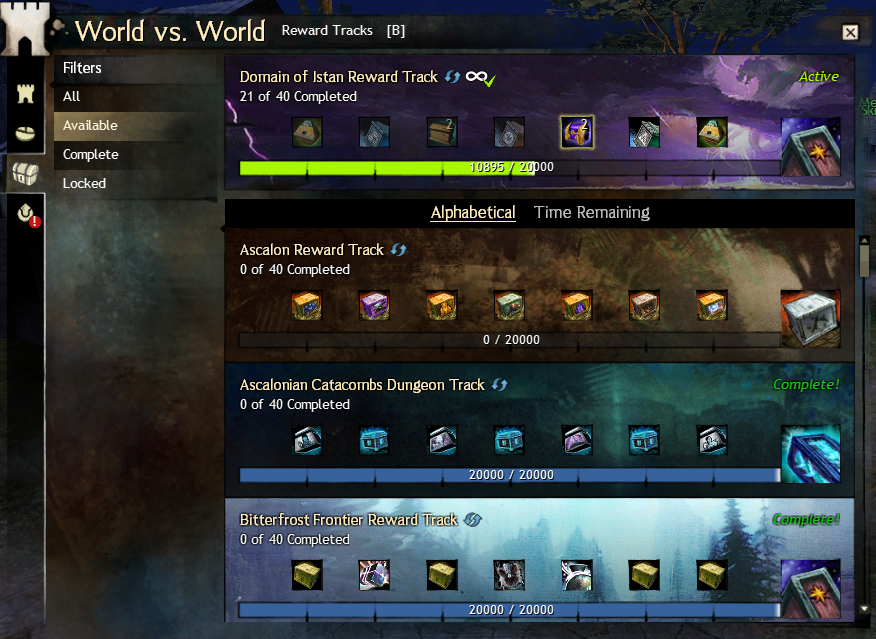 World vs. World Reward Tracks [B]
Filters
All
Available
Complete
Locked
Domain of Istan Reward Track
Active
21 of 40 Completed
2
2
10895 / 20000
Alphabetical Time Remaining
Ascalon Reward Track
0 of 40 Completed
0 / 20000
Ascalonian Catacombs Dungeon Track
Complete!
0 of 40 Completed
20000 / 20000
Bitterfrost Frontier Reward Track
Complete!
0 of 40 Completed
20000 / 20000